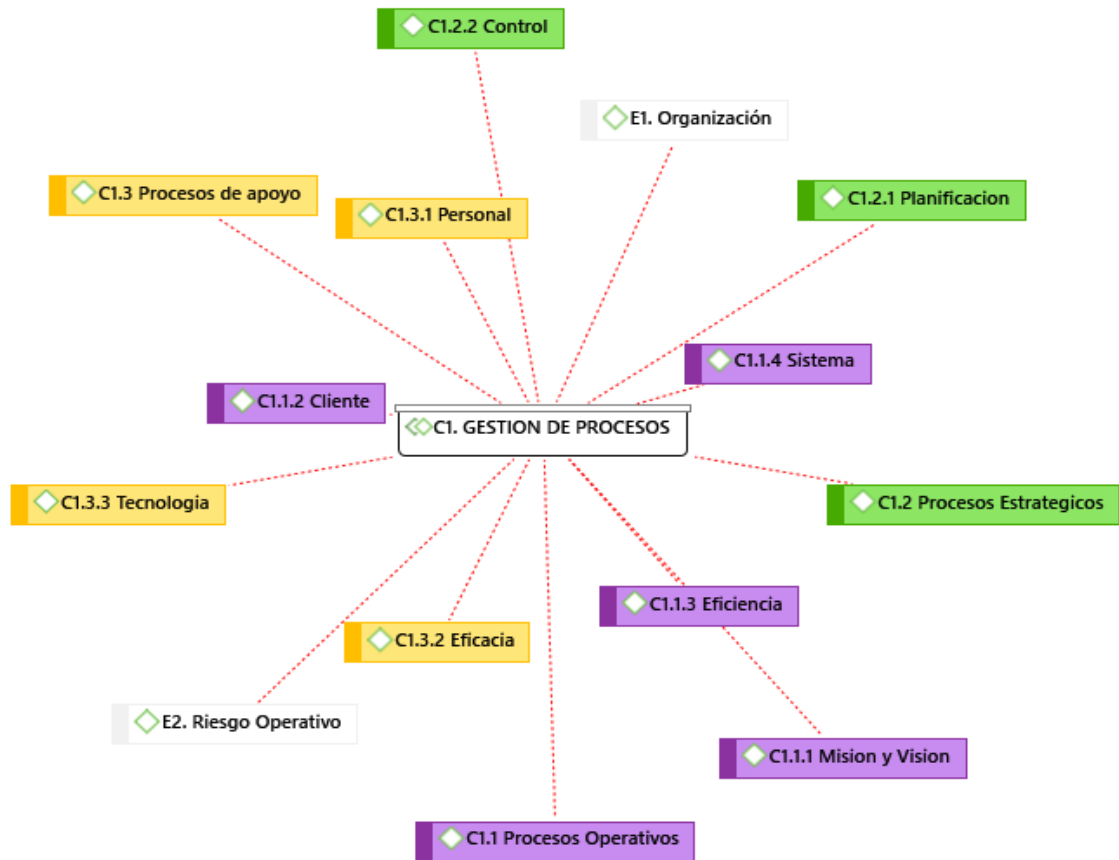 C1.2.2 Control
E1. Organización
C1.3 Procesos de apoyo
C1.2.1 Planificacion
C1.3.1 Personal
C1.1.4 Sistema
C1.1.2 Cliente
C1. GESTION DE PROCESOS
C1.3.3 Tecnologia
C1.2 Procesos Estrategicos
C1.1.3 Eficiencia
C1.3.2 Eficacia
E2. Riesgo Operativo
C1.1.1 Mision y Vision
C1.1 Procesos Operativos